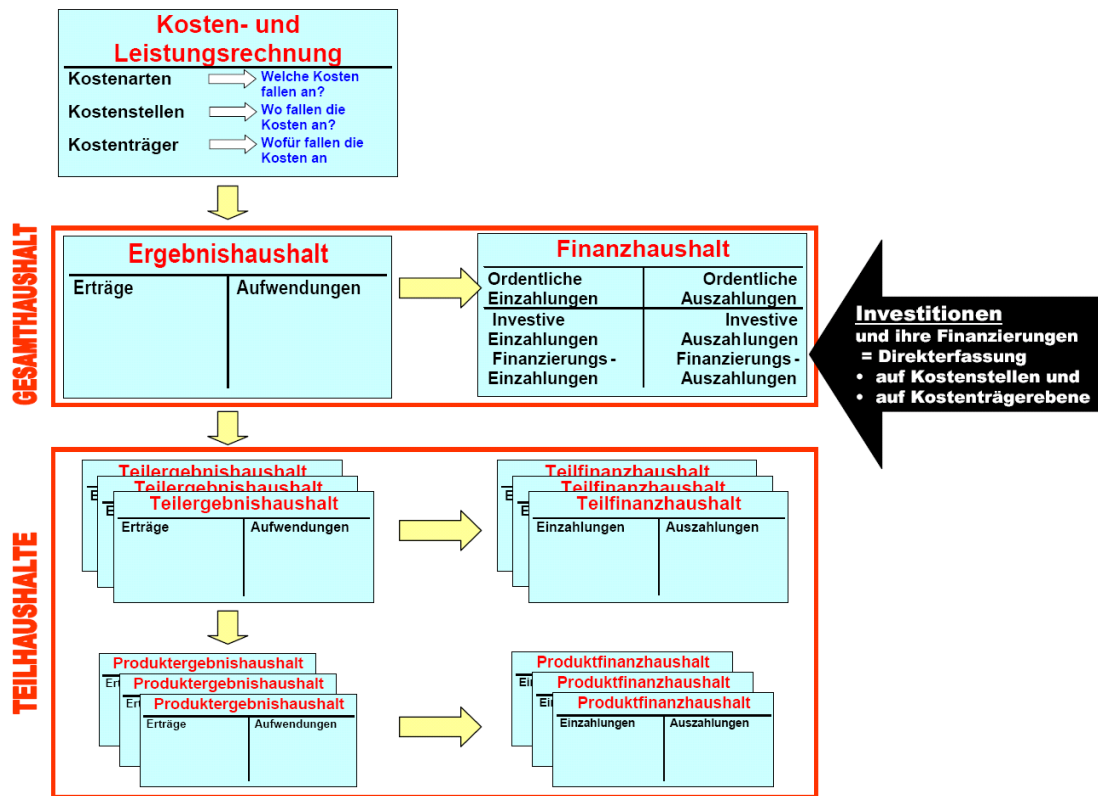 Kosten- und
Leistungsrechnung
Kostenarten
Welche Kosten
fallen an?
Kostenstellen
Wo fallen die
Kosten an?
Kostenträger
Wofür fallen die
Kosten an
GESAMTHAUSHALT
Ergebnishaushalt
Erträge
Aufwendungen
Finanzhaushalt
Ordentliche
Einzahlungen
Ordentliche
Auszahlungen
Investive
Einzahlungen
Finanzierungs-
Einzahlungen
Investive
Auszahlungen
Finanzierungs-
Auszahlungen
Investitionen
und ihre Finanzierungen
= Direkterfassung
• auf Kostenstellen und
• auf Kostenträgerebene
TEILHAUSHALTE
Teilergebnishaushalt
Teilergebnishaushalt
Teilergebnishaushalt
Erträge
Aufwendungen
Teilfinanzhaushalt
Teilfinanzhaushalt
Teilfinanzhaushalt
Einzahlungen
Auszahlungen
Produktergebnishaushalt
Produktergebnishaushalt
Produktergebnishaushalt
Erträge
Aufwendungen
Produktfinanzhaushalt
Produktfinanzhaushalt
Produktfinanzhaushalt
Einzahlungen
Auszahlungen